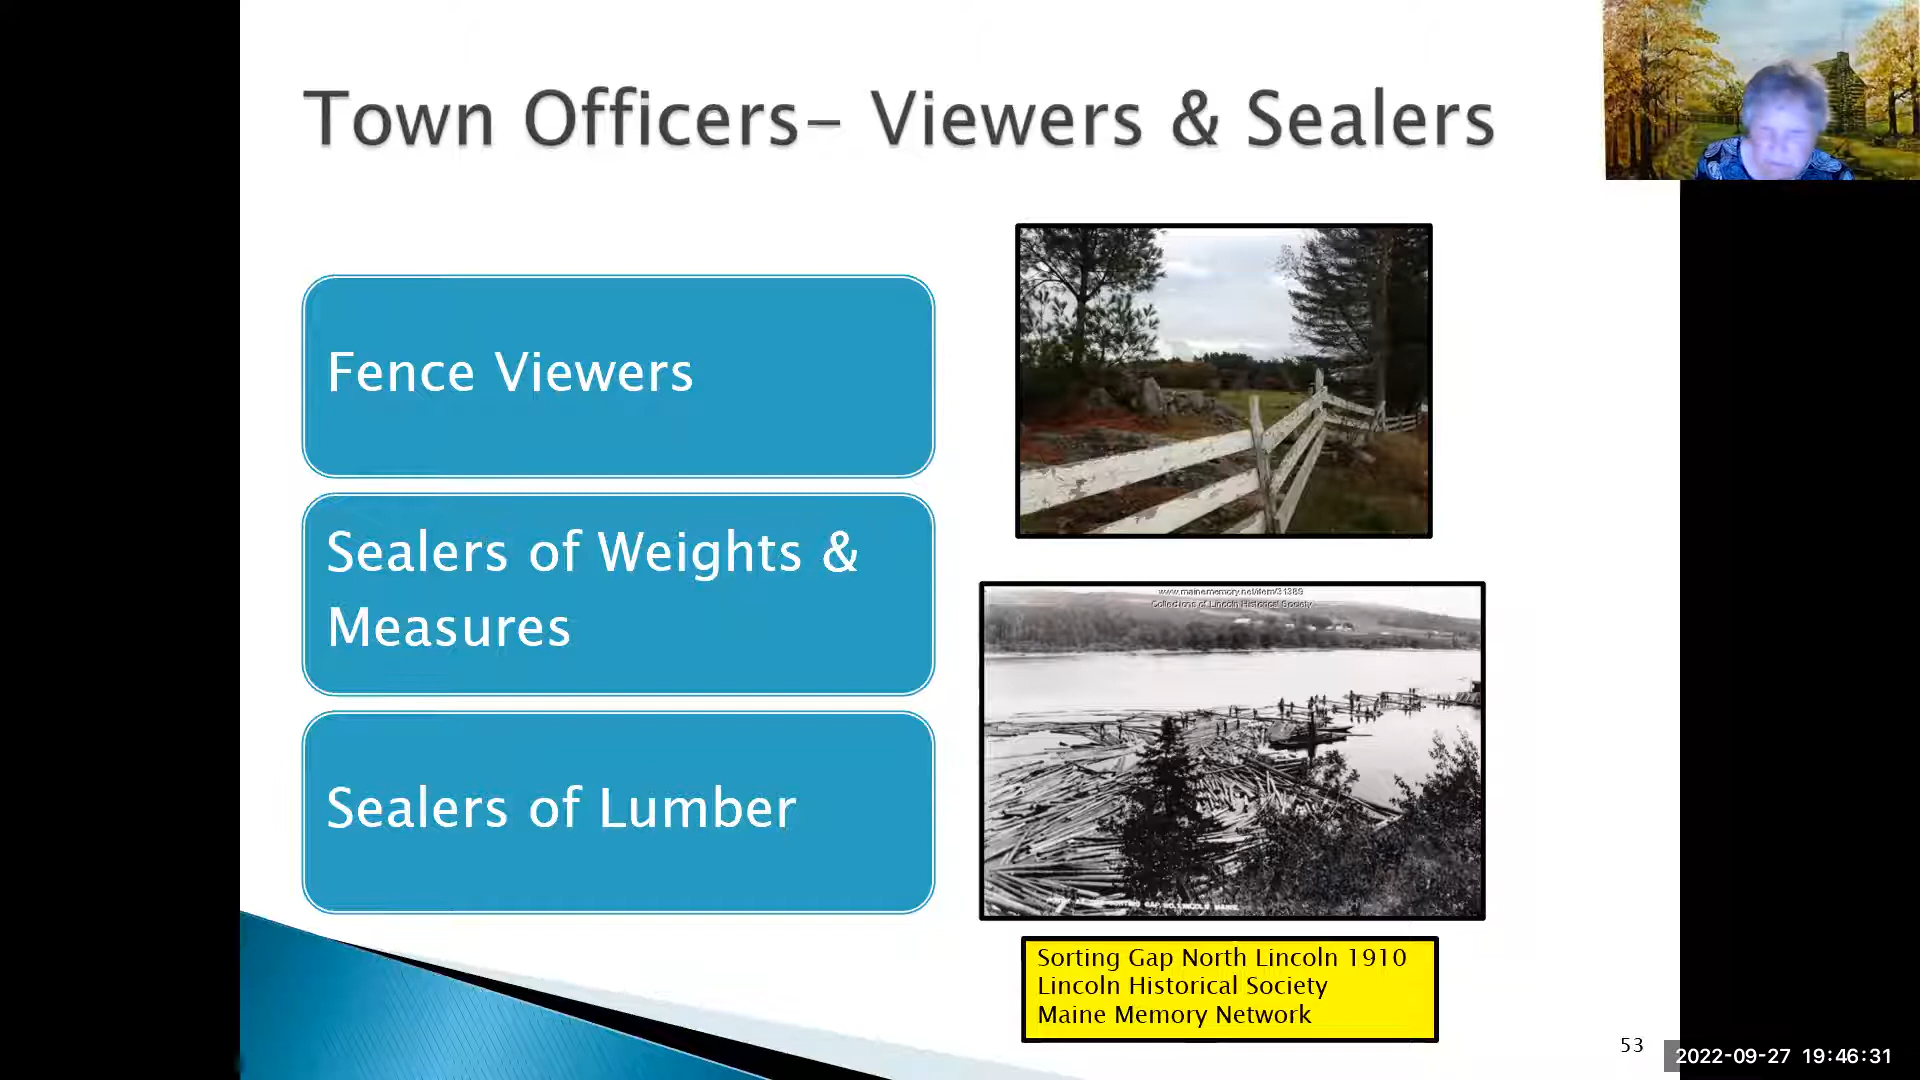 Town Officers- Viewers & Sealers
Fence Viewers
Sealers of Weights &
Measures
Sealers of Lumber
www.mainememory.net/item/31389
Collections of Lincoln Historical Society
Sorting Gap North Lincoln 1910
Lincoln Historical Society
Maine Memory Network
53
2022-09-27 19:46:31